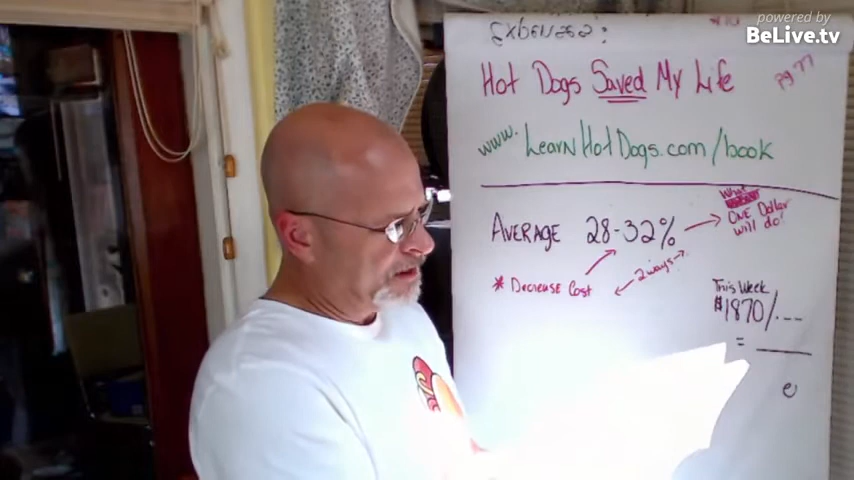 powered by
BeLive.tv
Expenses:
Hot Dogs Saved My Life
Pg 77
www.LearnHotDogs.com/book
AVERAGE 28-32%
What
ONE Dollar
will do!
2 ways
* Decrease Cost
This Week
$1870/---
=
e